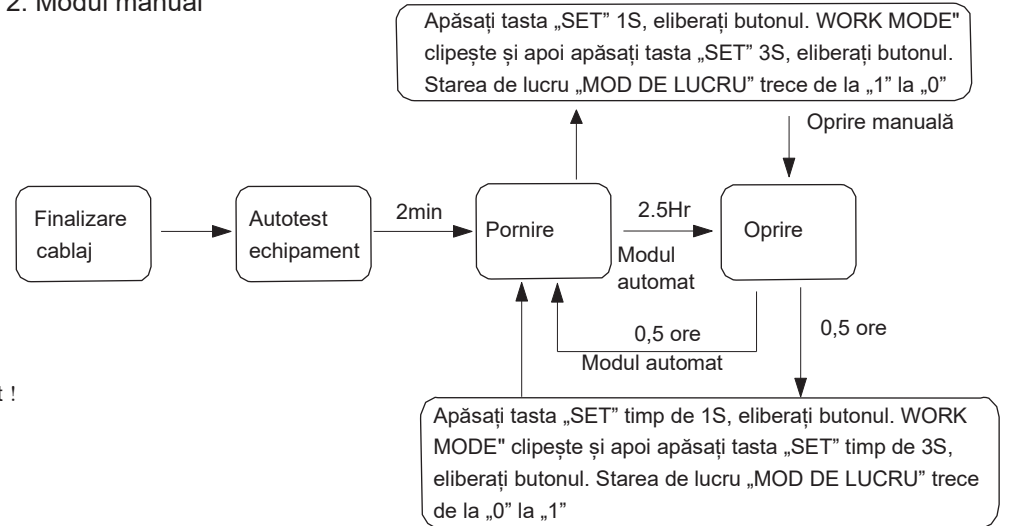 2. Modul manual
Apăsați tasta „SET” 1S, eliberați butonul. WORK MODE"
clipește și apoi apăsați tasta „SET” 3S, eliberați butonul.
Starea de lucru „MOD DE LUCRU” trece de la „1” la „0”
Oprire manuală
Finalizare
cablaj
Autotest
echipament
2min
Pornire
2.5Hr
Modul
automat
Oprire
0,5 ore
Modul automat
0,5 ore
t !
Apăsați tasta „SET” timp de 1S, eliberați butonul. WORK
MODE" clipește și apoi apăsați tasta „SET” timp de 3S,
eliberați butonul. Starea de lucru „MOD DE LUCRU” trece
de la „0” la „1”